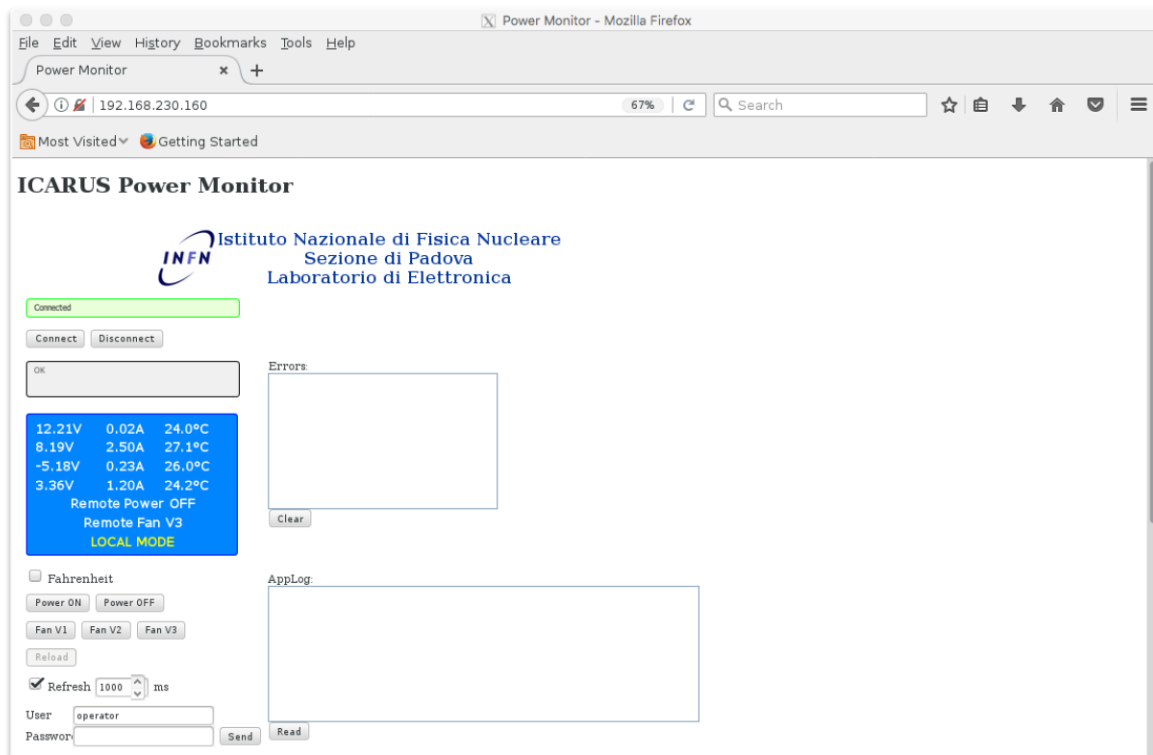 Power Monitor - Mozilla Firefox
File Edit View History Bookmarks Tools Help
Power Monitor
192.168.230.160 67% Search
Most Visited Getting Started
ICARUS Power Monitor
INFN
Istituto Nazionale di Fisica Nucleare
Sezione di Padova
Laboratorio di Elettronica
Connected
Connect Disconnect
OK
12.21V 0.02A 24.0°C
8.19V 2.50A 27.1°C
-5.18V 0.23A 26.0°C
3.36V 1.20A 24.2°C
Remote Power OFF
Remote Fan V3
LOCAL MODE
Errors:
Clear
Fahrenheit
Power ON Power OFF
Fan V1 Fan V2 Fan V3
Reload
Refresh 1000 ms
User operator
Passwor Send
AppLog:
Read